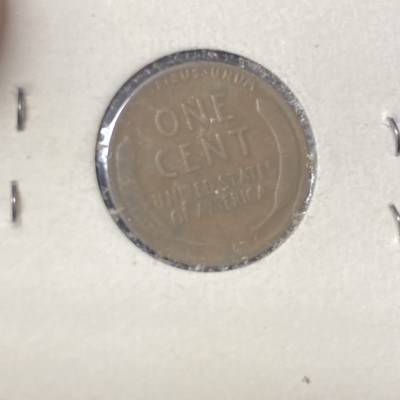 ONE
CENT
UNITED STATES
OF AMERICA